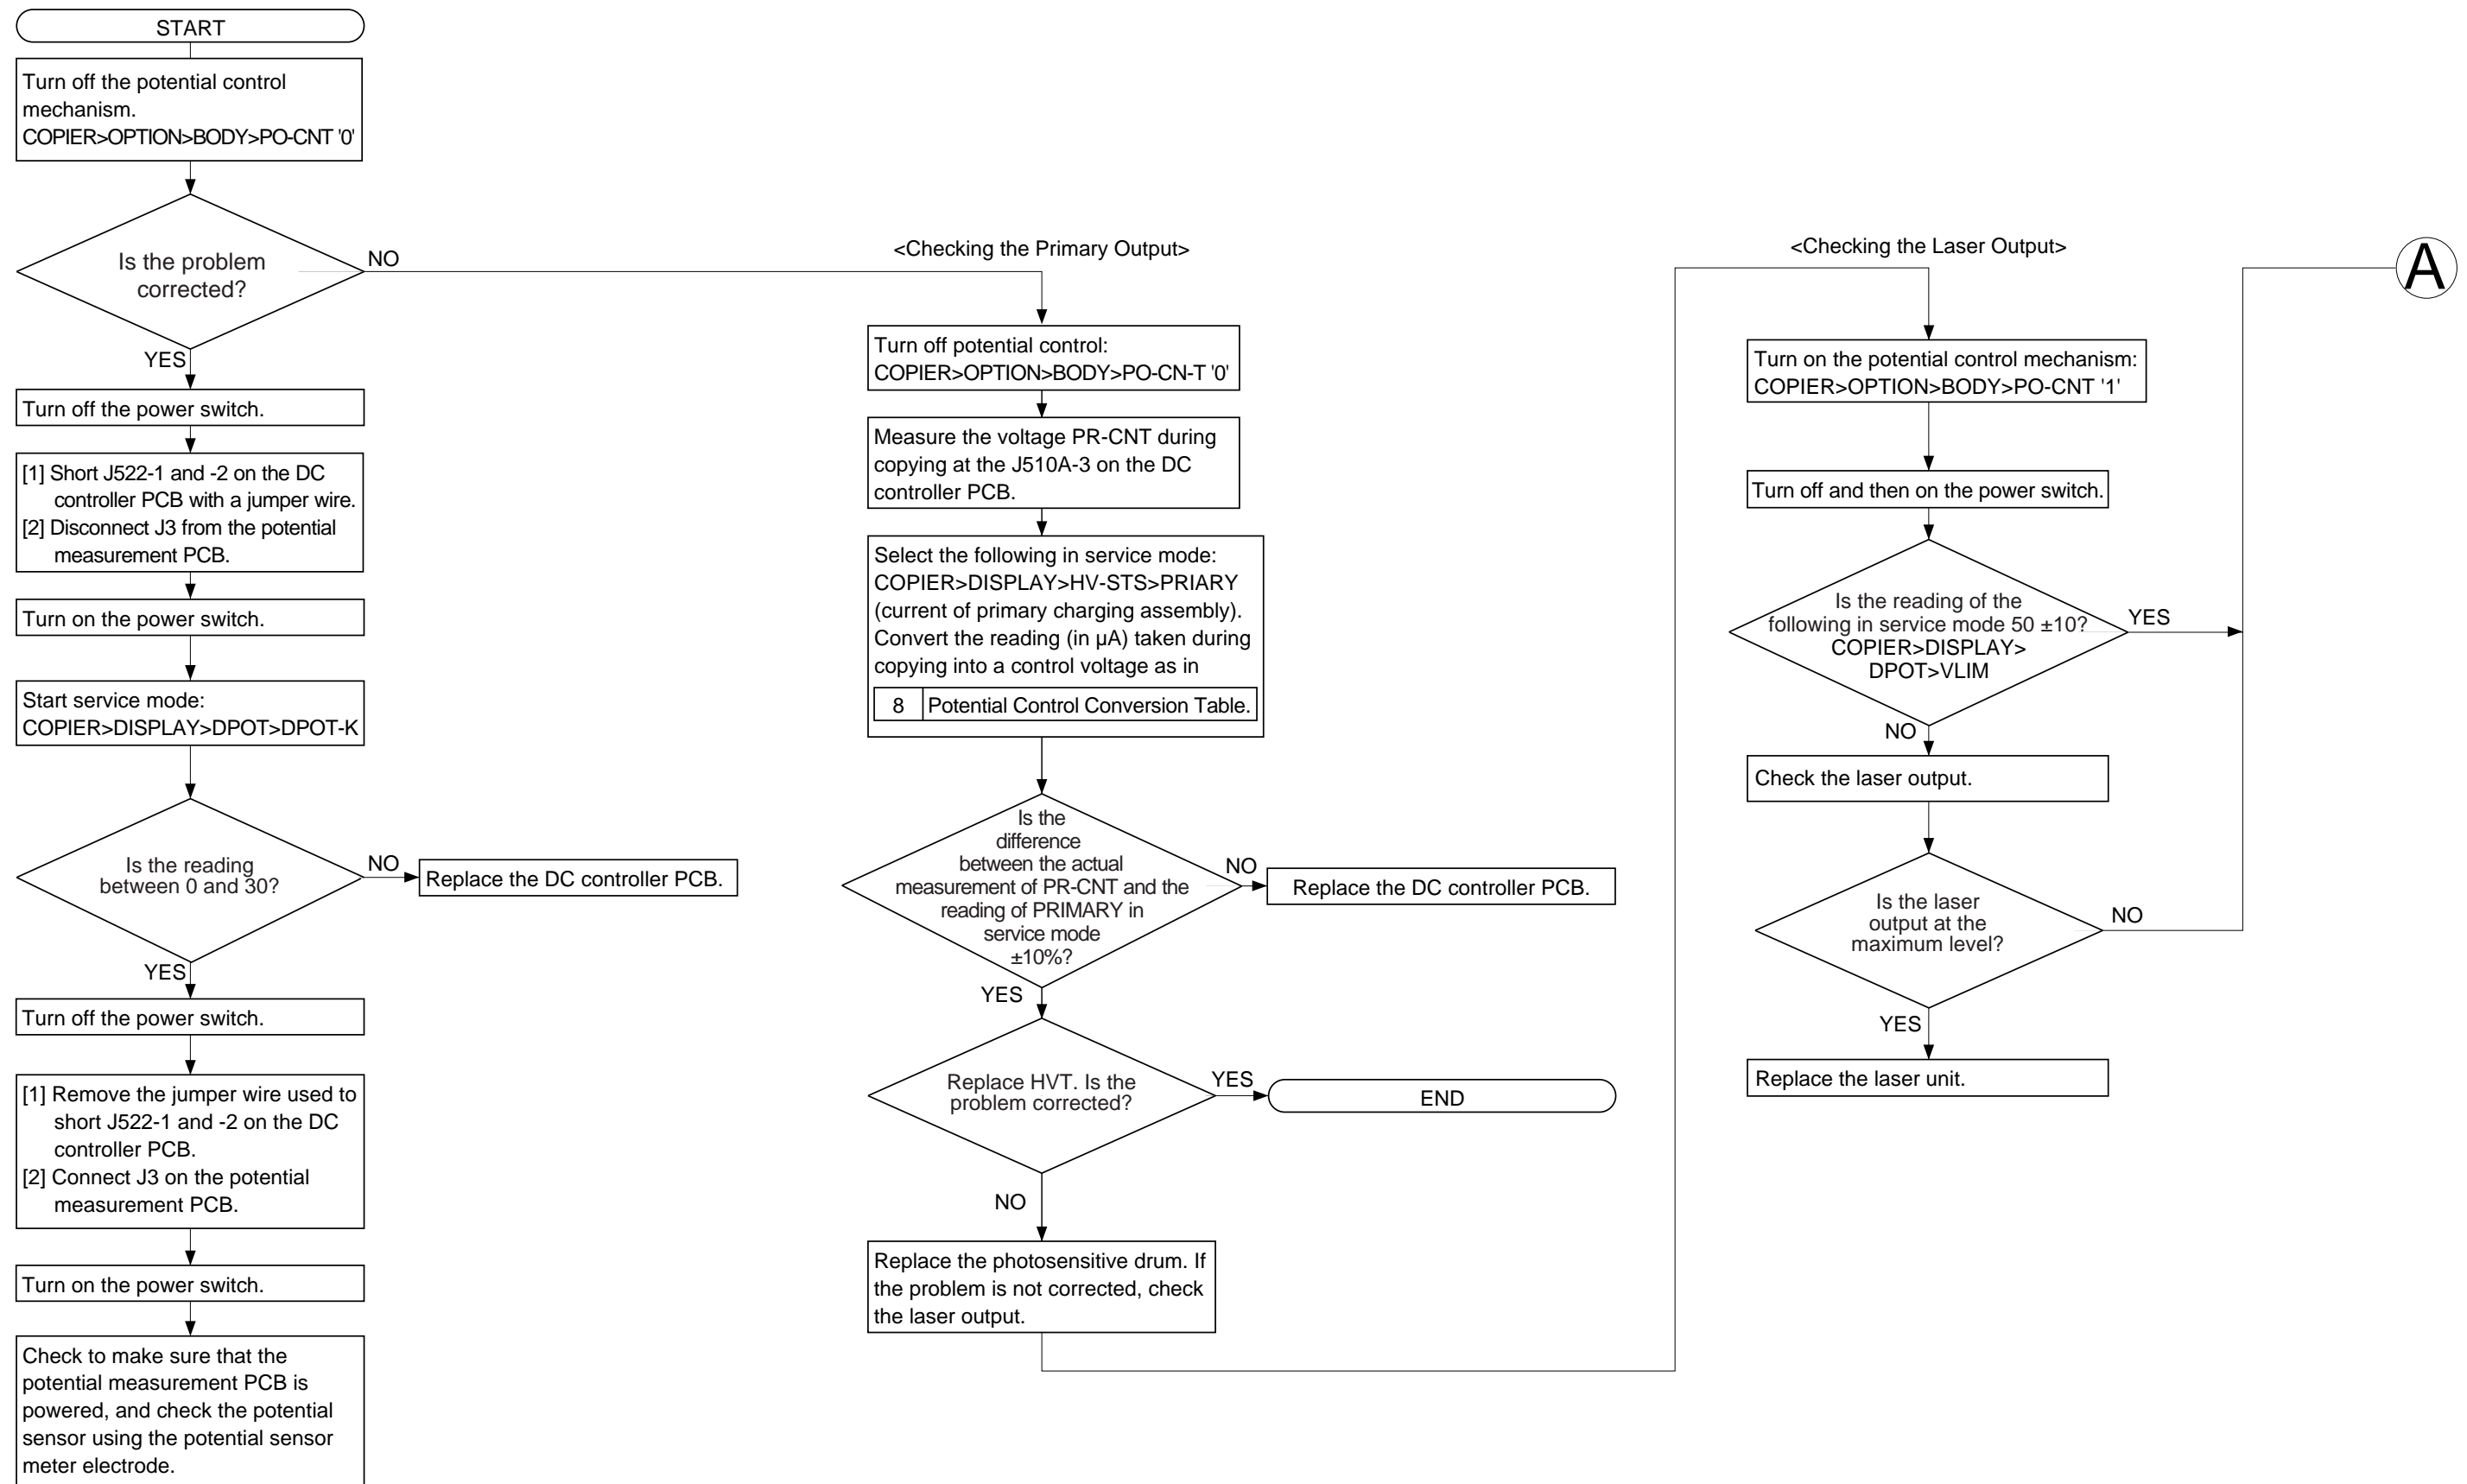 START
Turn off the potential control
mechanism.
COPIER>OPTION>BODY>PO-CNT '0'
Is the problem
corrected?
NO
YES
Turn off the power switch.
[1] Short J522-1 and -2 on the DC
controller PCB with a jumper wire.
[2] Disconnect J3 from the potential
measurement PCB.
Turn on the power switch.
Start service mode:
COPIER>DISPLAY>DPOT>DPOT-K
Is the reading
between 0 and 30?
NO
Replace the DC controller PCB.
YES
Turn off the power switch.
[1] Remove the jumper wire used to
short J522-1 and -2 on the DC
controller PCB.
[2] Connect J3 on the potential
measurement PCB.
Turn on the power switch.
Check to make sure that the
potential measurement PCB is
powered, and check the potential
sensor using the potential sensor
meter electrode.
<Checking the Primary Output>
Turn off potential control:
COPIER>OPTION>BODY>PO-CN-T '0'
Measure the voltage PR-CNT during
copying at the J510A-3 on the DC
controller PCB.
Select the following in service mode:
COPIER>DISPLAY>HV-STS>PRIARY
(current of primary charging assembly).
Convert the reading (in µA) taken during
copying into a control voltage as in
8 Potential Control Conversion Table.
Is the
difference
between the actual
measurement of PR-CNT and the
reading of PRIMARY in
service mode
±10%?
NO
Replace the DC controller PCB.
YES
Replace HVT. Is the
problem corrected?
YES
END
NO
Replace the photosensitive drum. If
the problem is not corrected, check
the laser output.
<Checking the Laser Output>
Turn on the potential control mechanism:
COPIER>OPTION>BODY>PO-CNT '1'
Turn off and then on the power switch.
Is the reading of the
following in service mode 50 ±10?
COPIER>DISPLAY>
DPOT>VLIM
YES
NO
Check the laser output.
Is the laser
output at the
maximum level?
NO
YES
Replace the laser unit.
A